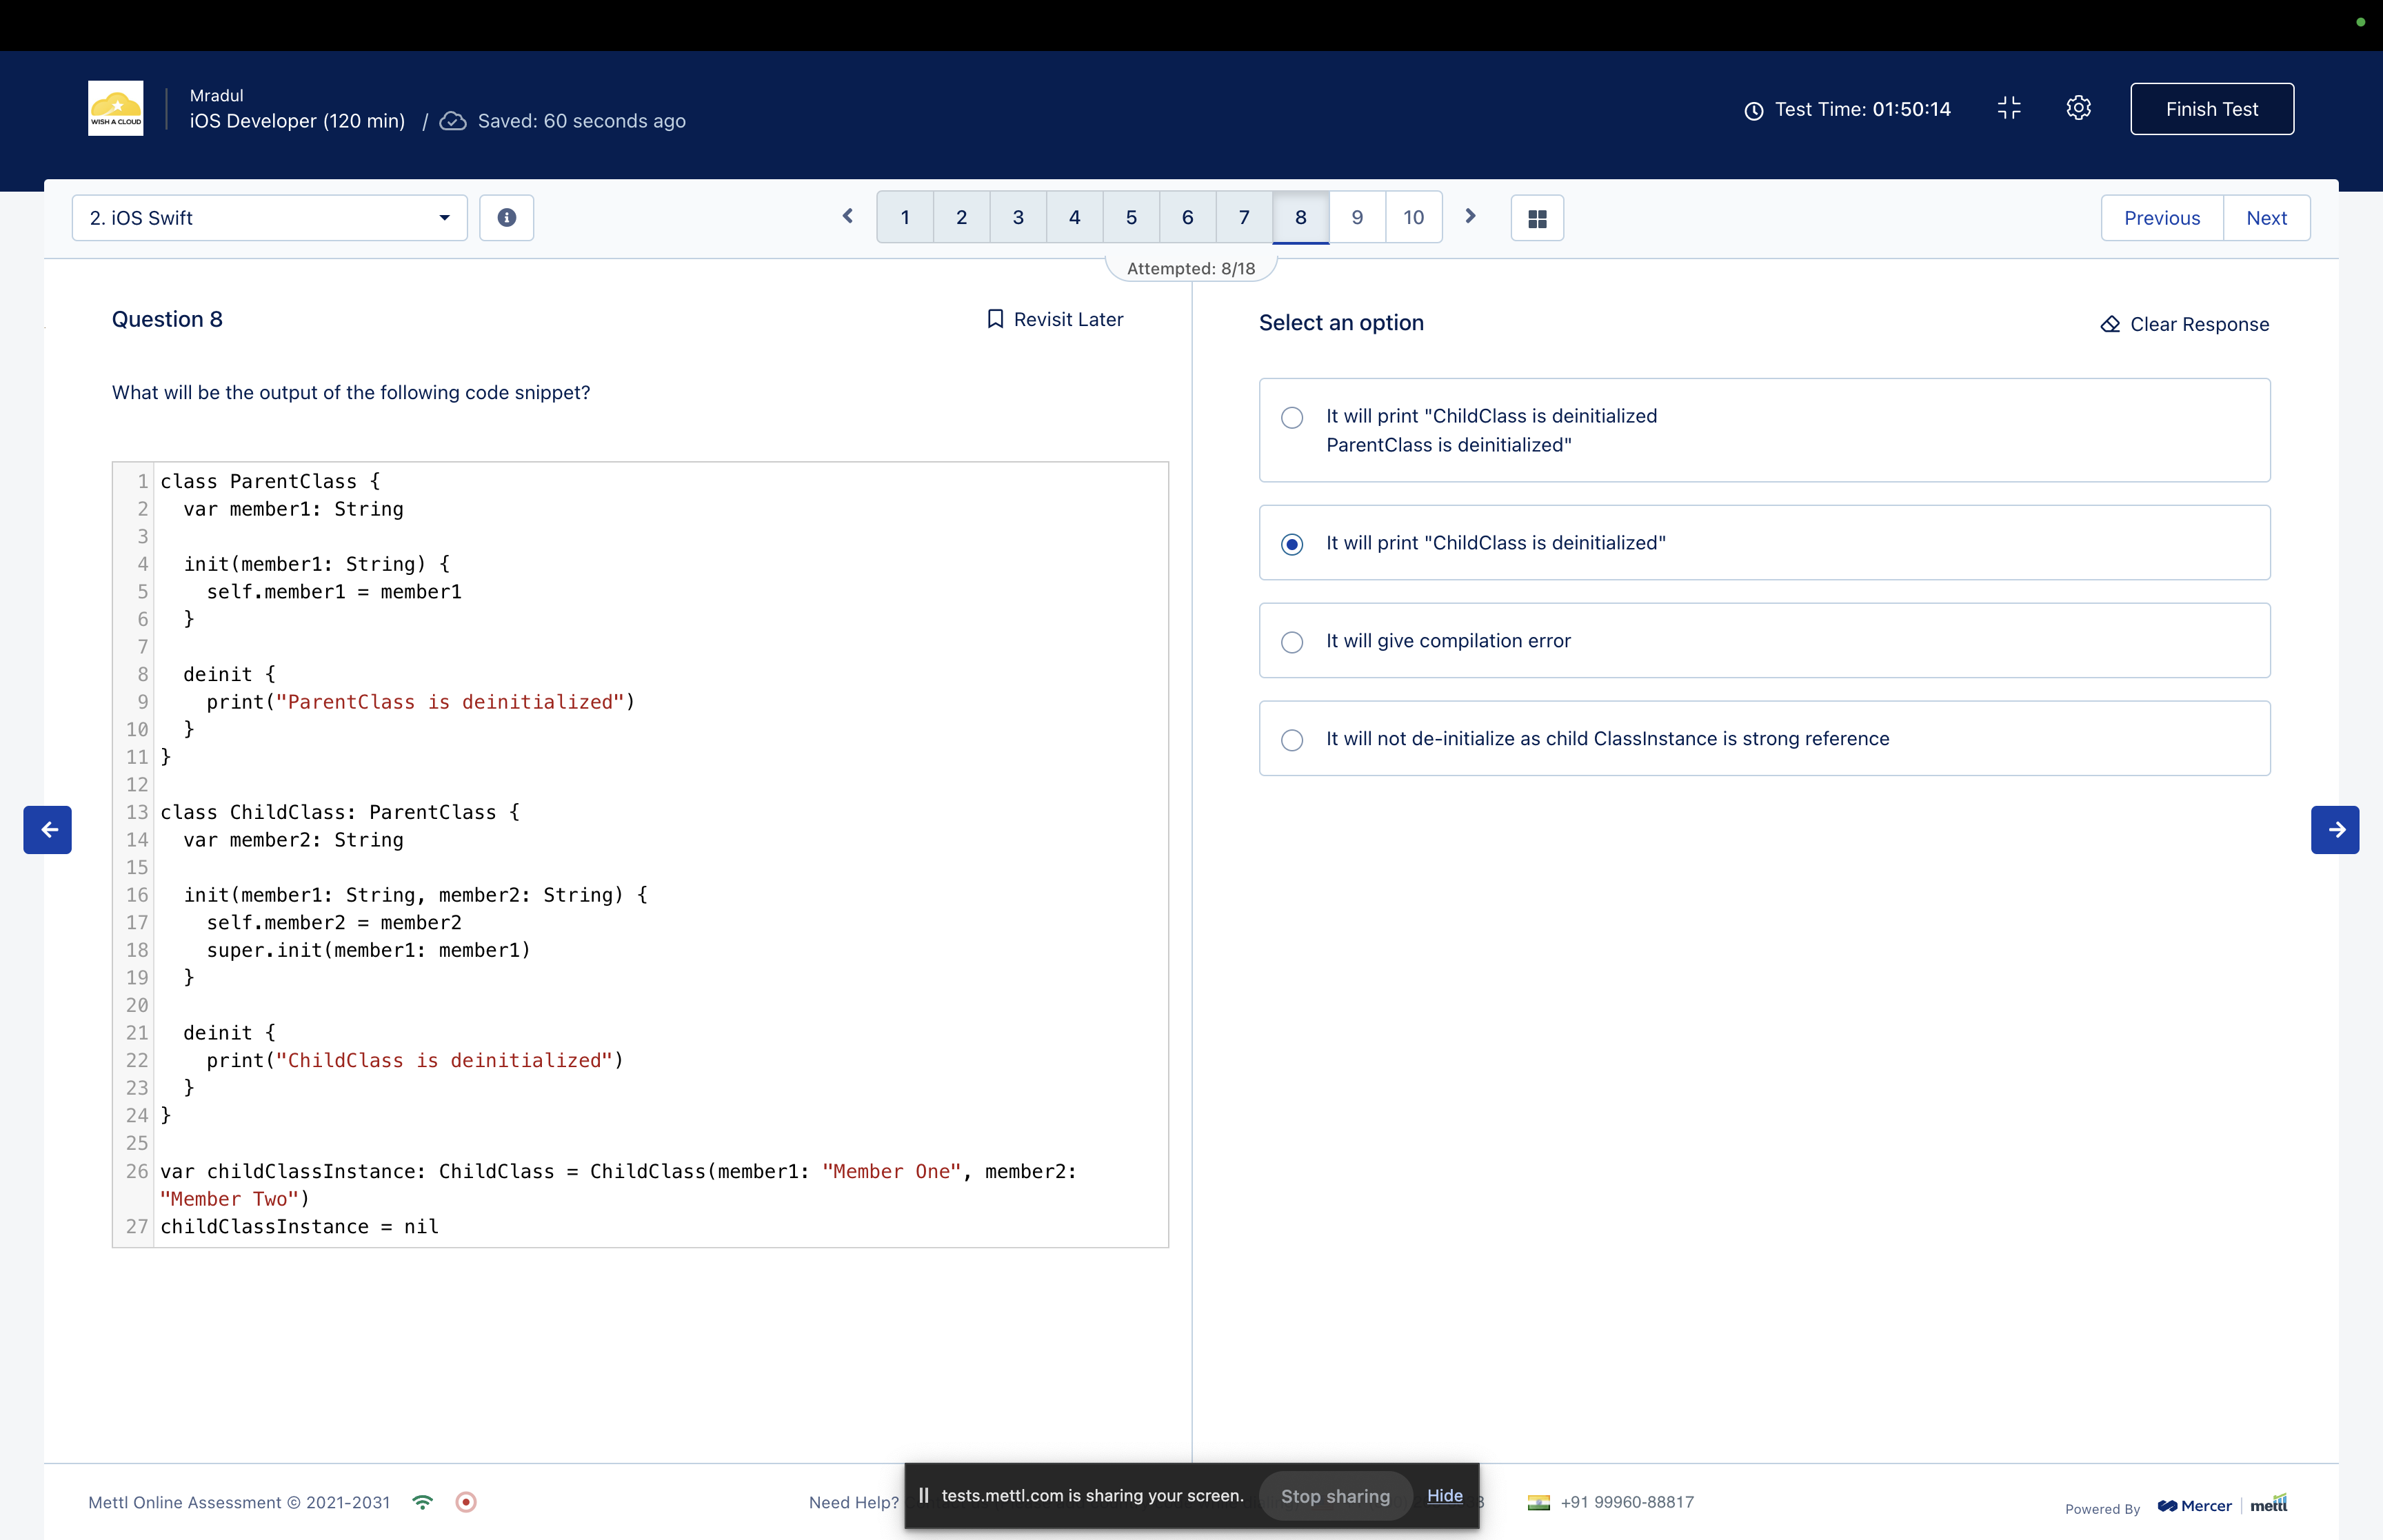 WISH A CLOUD
Mradul
iOS Developer (120 min) / Saved: 60 seconds ago
Test Time: 01:50:14
Finish Test
2. iOS Swift
1 2 3 4 5 6 7 8 9 10
Previous Next
Attempted: 8/18
Question 8
Revisit Later
What will be the output of the following code snippet?
1 class ParentClass {
2   var member1: String
3
4   init(member1: String) {
5     self.member1 = member1
6   }
7
8   deinit {
9     print("ParentClass is deinitialized")
10   }
11 }
12
13 class ChildClass: ParentClass {
14   var member2: String
15
16   init(member1: String, member2: String) {
17     self.member2 = member2
18     super.init(member1: member1)
19   }
20
21   deinit {
22     print("ChildClass is deinitialized")
23   }
24 }
25
26 var childClassInstance: ChildClass = ChildClass(member1: "Member One", member2:
"Member Two")
27 childClassInstance = nil
Select an option
Clear Response
It will print "ChildClass is deinitialized
ParentClass is deinitialized"
It will print "ChildClass is deinitialized"
It will give compilation error
It will not de-initialize as child ClassInstance is strong reference
Mettl Online Assessment © 2021-2031
Need Help?
tests.mettl.com is sharing your screen. Stop sharing Hide
+91 99960-88817
Powered By Mercer | mettl